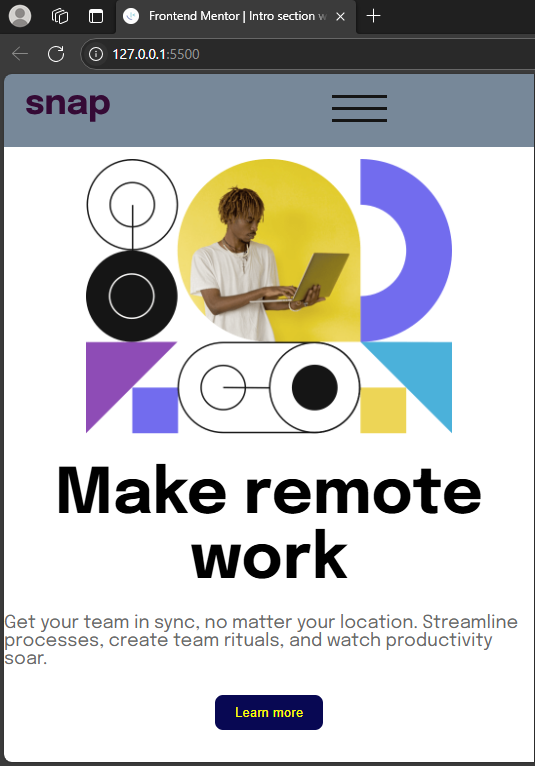 Frontend Mentor | Intro section w
127.0.0.1:5500
snap
Make remote
work
Get your team in sync, no matter your location. Streamline
processes, create team rituals, and watch productivity
soar.
Learn more